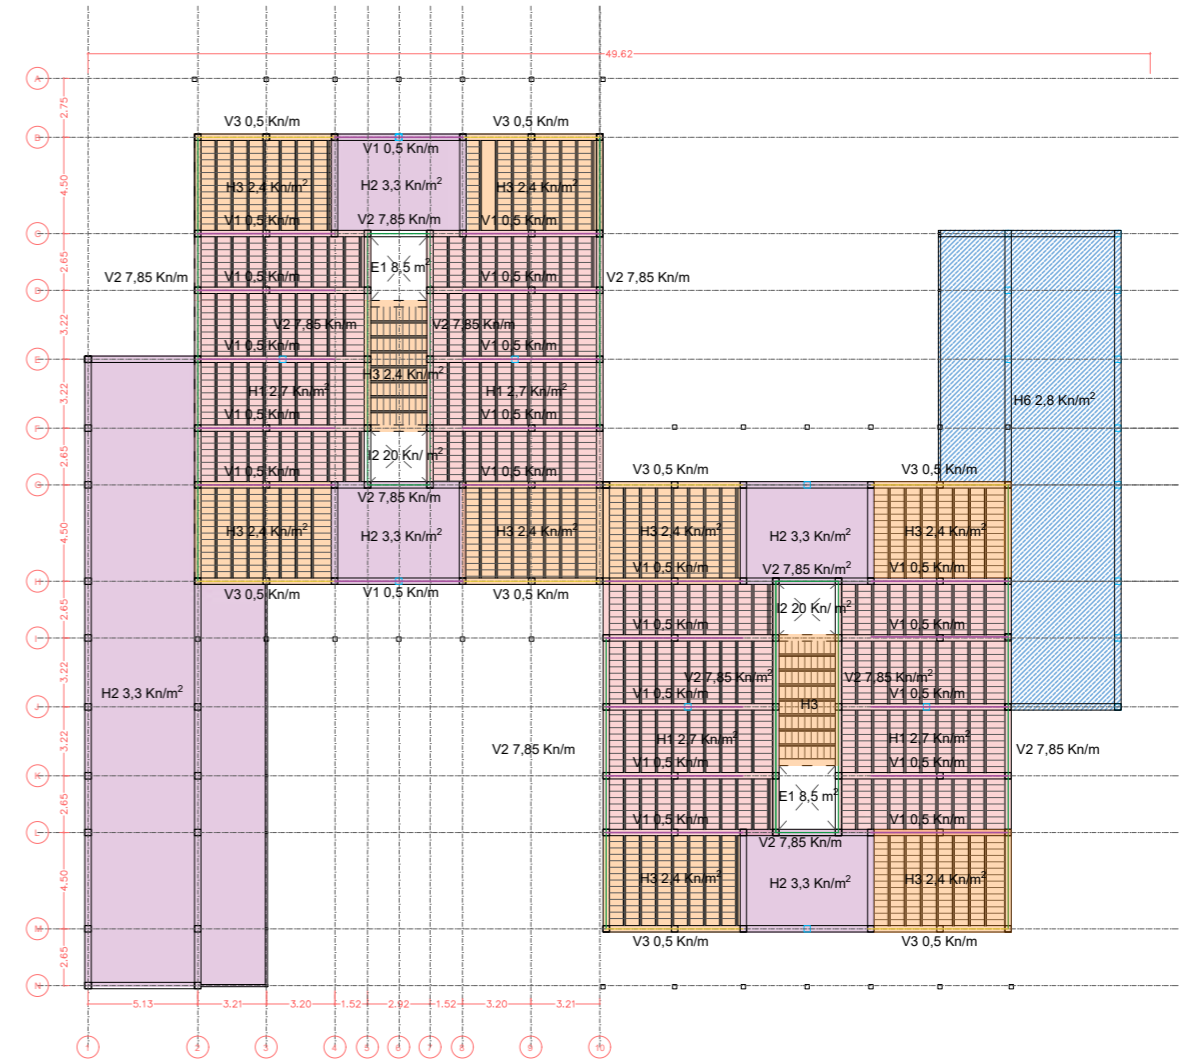 49.62
A
2.75
V3 0,5 Kn/m
V3 0,5 Kn/m
V1 0,5 Kn/m
4.50
H3 2,4 Kn/m²
H2 3,3 Kn/m²
H3 2,4 Kn/m²
V1 0,5 Kn/m
V2 7,85 Kn/m
V1 0,5 Kn/m
C
2.65
E1 8,5 m²
V2 7,85 Kn/m
V1 0,5 Kn/m
V1 0,5 Kn/m
V2 7,85 Kn/m
3.22
V2 7,85 Kn/m
V2 7,85 Kn/m
V1 0,5 Kn/m
V1 0,5 Kn/m
E
H3 2,4 Kn/m²
3.22
H1 2,7 Kn/m²
H1 2,7 Kn/m²
H6 2,8 Kn/m²
V1 0,5 Kn/m
V1 0,5 Kn/m
F
2.65
I2 20 Kn/ m²
V1 0,5 Kn/m
V1 0,5 Kn/m
V3 0,5 Kn/m
V3 0,5 Kn/m
V2 7,85 Kn/m
4.50
H3 2,4 Kn/m²
H2 3,3 Kn/m²
H3 2,4 Kn/m²
H3 2,4 Kn/m²
H2 3,3 Kn/m²
H3 2,4 Kn/m²
V1 0,5 Kn/m
V2 7,85 Kn/m²
V1 0,5 Kn/m
H
V3 0,5 Kn/m
V1 0,5 Kn/m
V3 0,5 Kn/m
2.65
I2 20 Kn/ m²
V1 0,5 Kn/m
V1 0,5 Kn/m
I
3.22
V2 7,85 Kn/m²
V2 7,85 Kn/m²
H2 3,3 Kn/m²
V1 0,5 Kn/m
V1 0,5 Kn/m
H3
J
3.22
V2 7,85 Kn/m
H1 2,7 Kn/m²
H1 2,7 Kn/m²
V2 7,85 Kn/m
V1 0,5 Kn/m
V1 0,5 Kn/m
K
2.65
E1 8,5 m²
V1 0,5 Kn/m
V1 0,5 Kn/m
L
V2 7,85 Kn/m
4.50
H3 2,4 Kn/m²
H2 3,3 Kn/m²
H3 2,4 Kn/m²
M
V3 0,5 Kn/m
V3 0,5 Kn/m
2.65
N
5.13 3.21 3.20 1.52 2.92 1.52 3.20 3.21
1 2 3 4 5 6 7 8 9 10